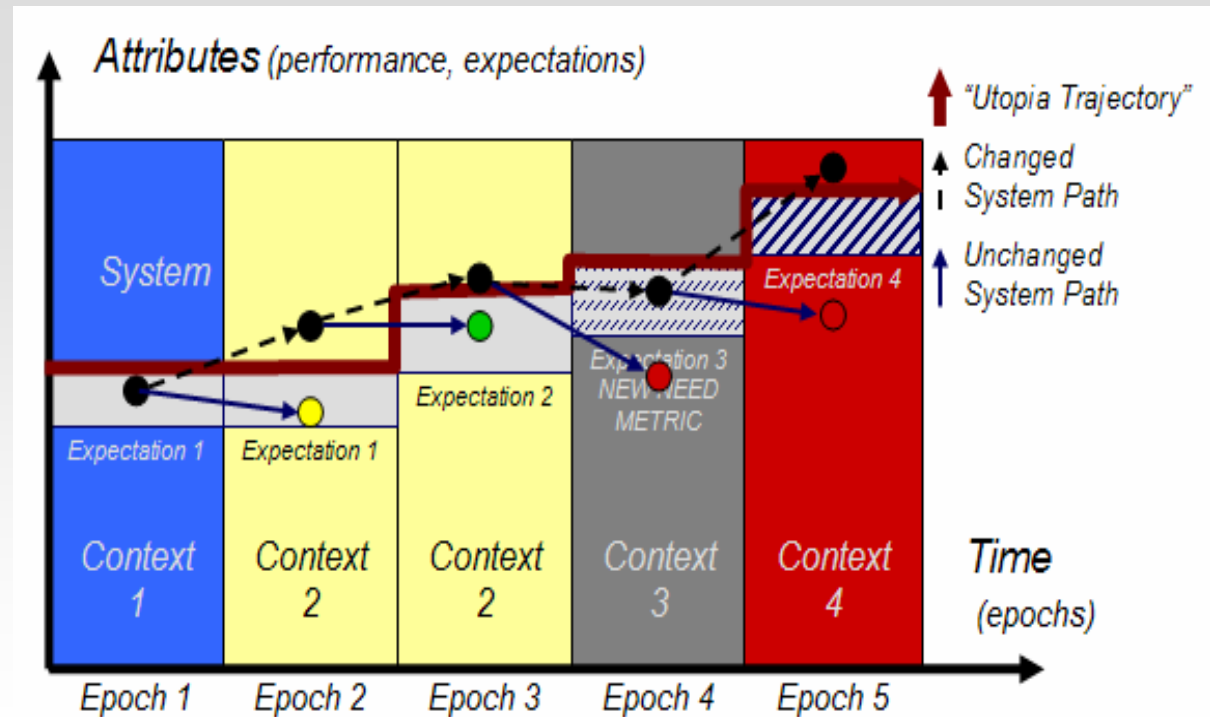 Attributes (performance, expectations)
"Utopia Trajectory"
Changed
System Path
Unchanged
System Path
System
Expectation 1
Expectation 1
Expectation 2
Expectation 3
NEW NEED
METRIC
Expectation 4
Context
1
Context
2
Context
2
Context
3
Context
4
Time
(epochs)
Epoch 1
Epoch 2
Epoch 3
Epoch 4
Epoch 5